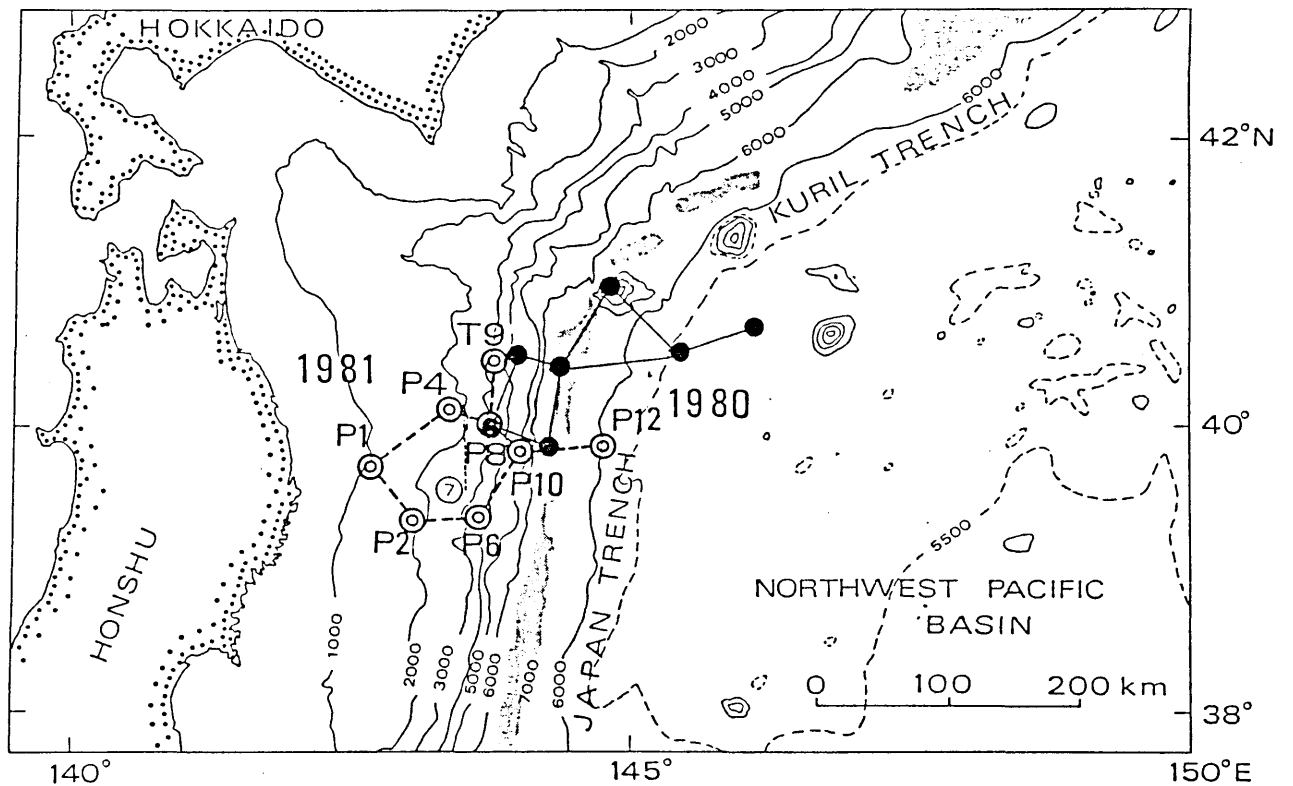 HOKKAIDO
2000
3000
4000
5000
6000
6000
42°N
KURIL TRENCH
T9
1981
P4
1980
P12
40°
P1
P8
7
P10
P2
P6
5500
HONSHU
JAPAN TRENCH
NORTHWEST PACIFIC
BASIN
1000
2000
3000
5000
6000
7000
6000
0 100 200 km
38°
140° 145° 150°E